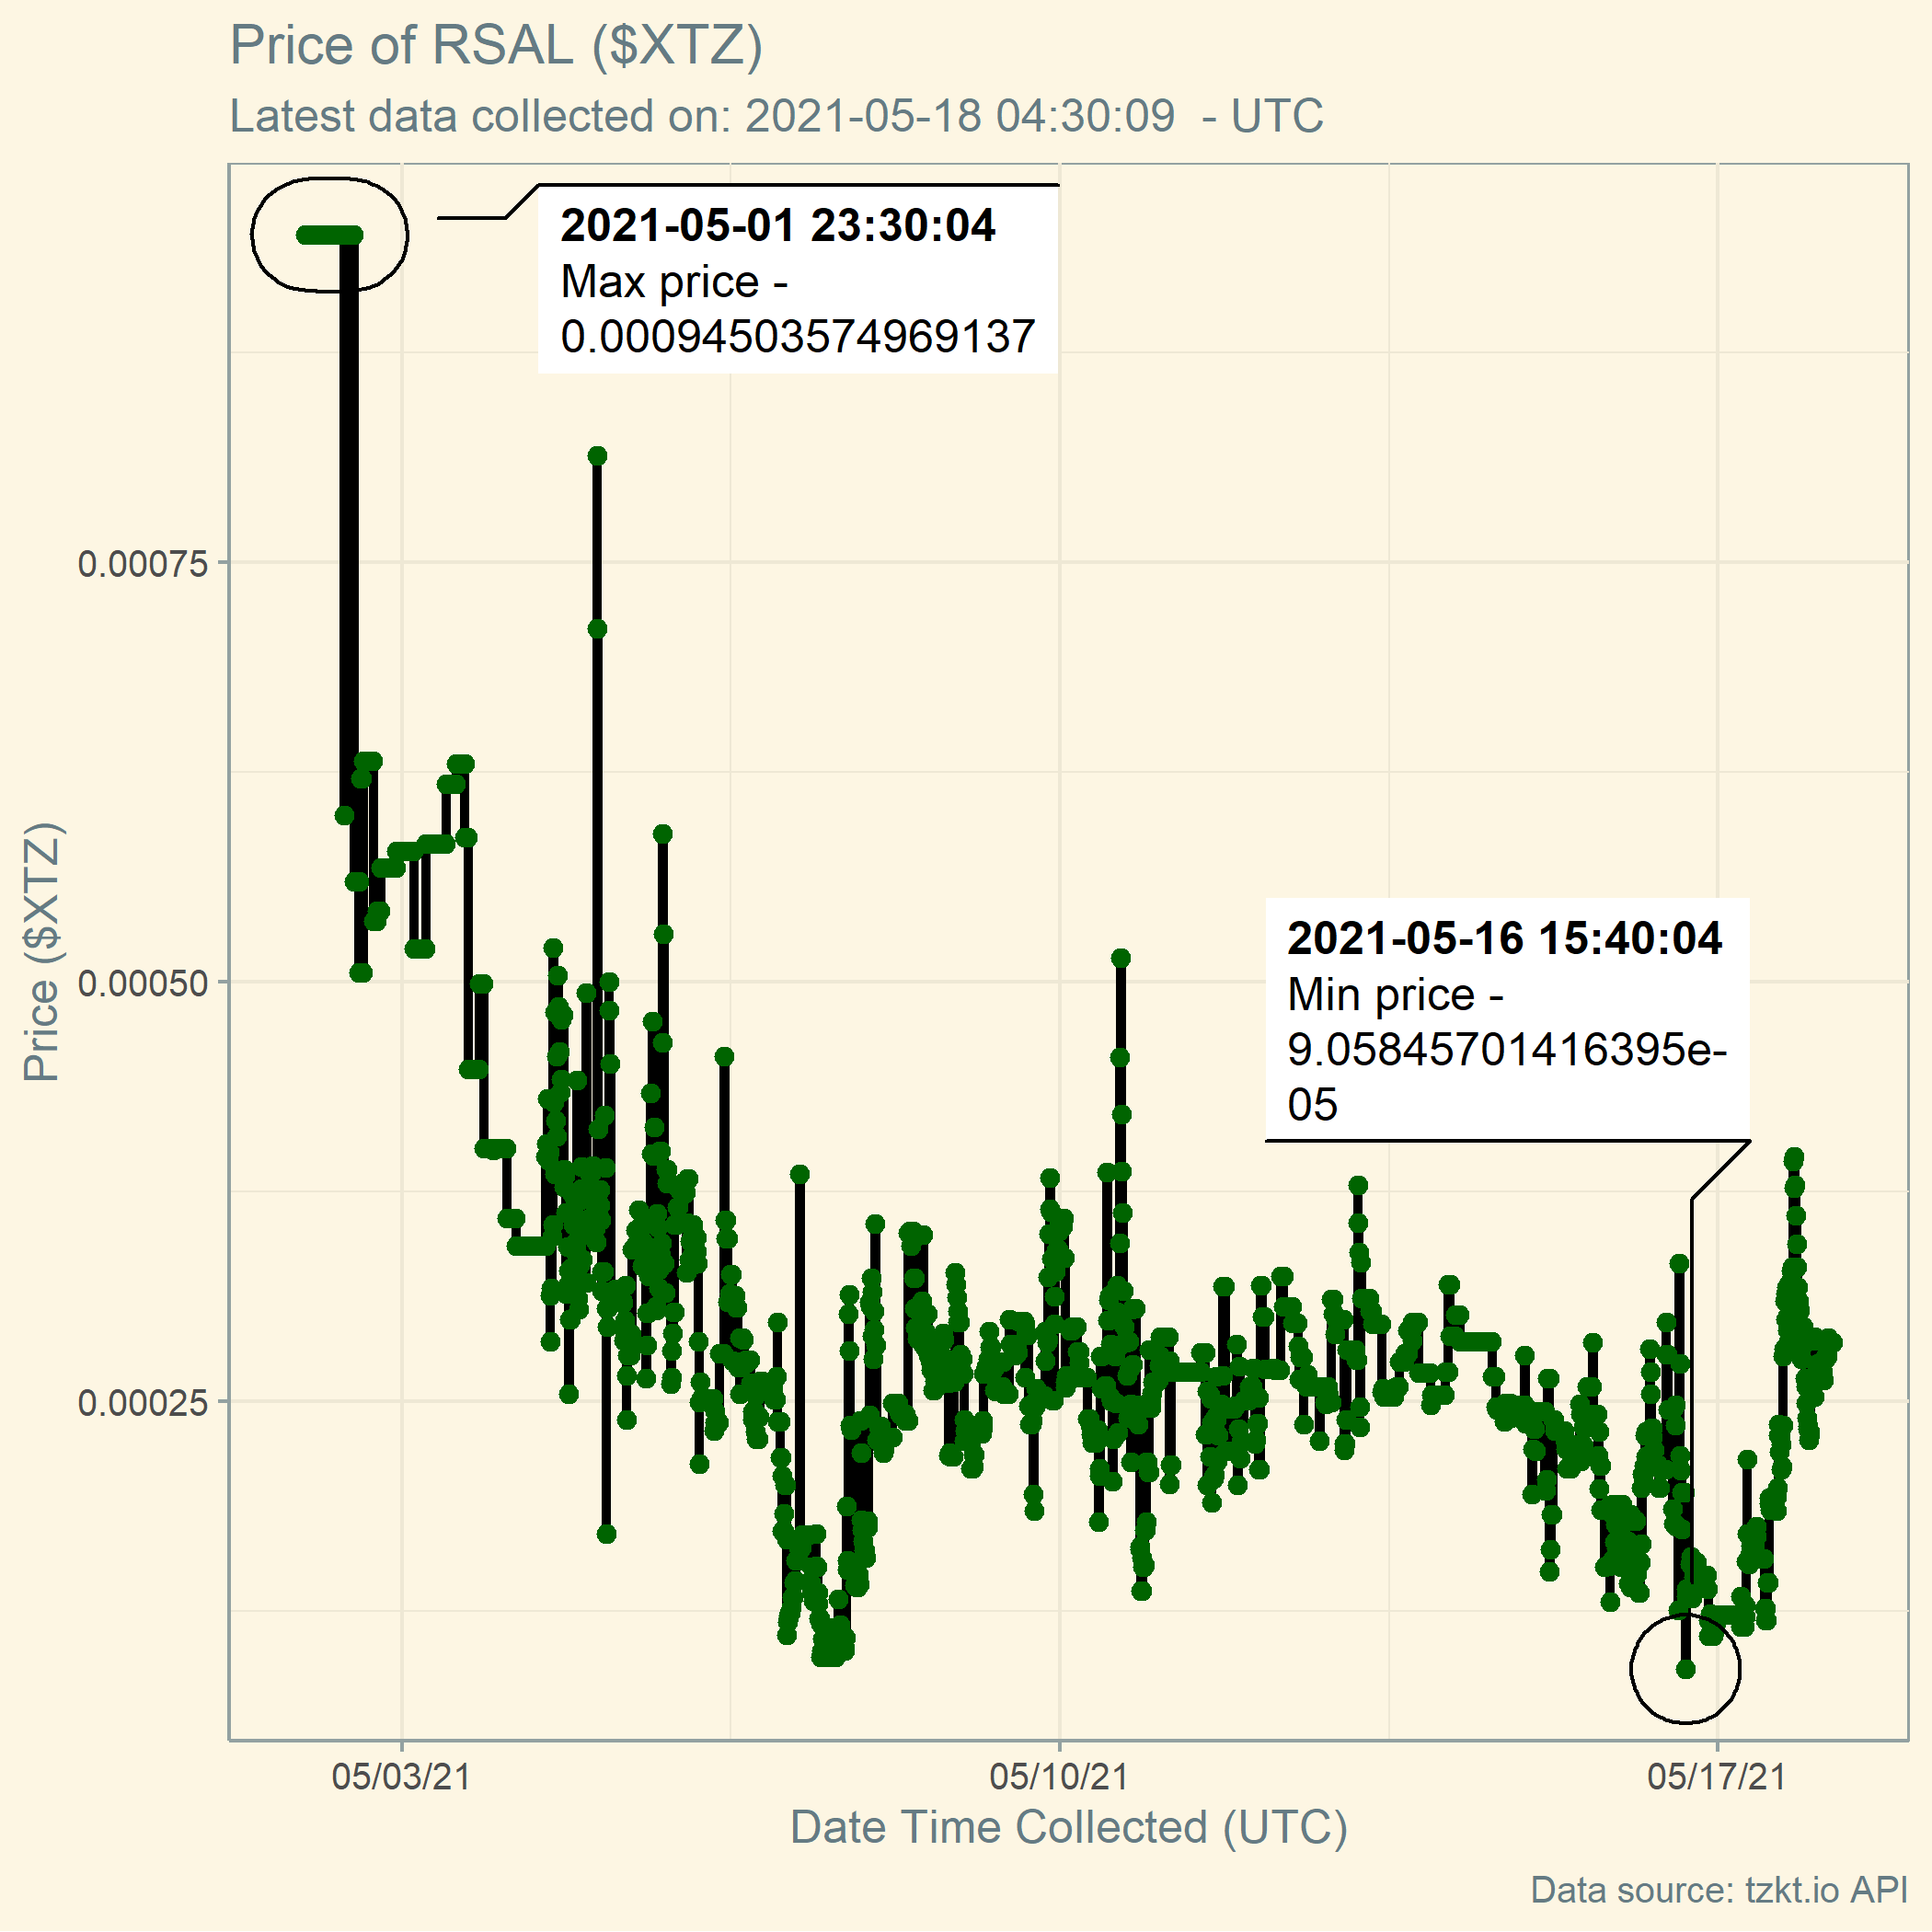 Price of RSAL ($XTZ)
Latest data collected on: 2021-05-18 04:30:09  - UTC
2021-05-01 23:30:04
Max price -
0.00094503574969137
0.00075
2021-05-16 15:40:04
Min price -
9.05845701416395e-
05
0.00050
0.00025
Price ($XTZ)
05/03/21
05/10/21
05/17/21
Date Time Collected (UTC)
Data source: tzkt.io API